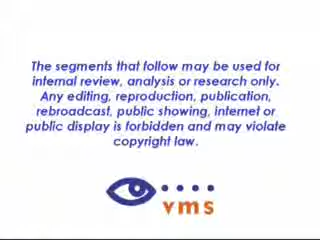 The segments that follow may be used for
internal review, analysis or research only.
Any editing, reproduction, publication,
rebroadcast, public showing, internet or
public display is forbidden and may violate
copyright law.
vms